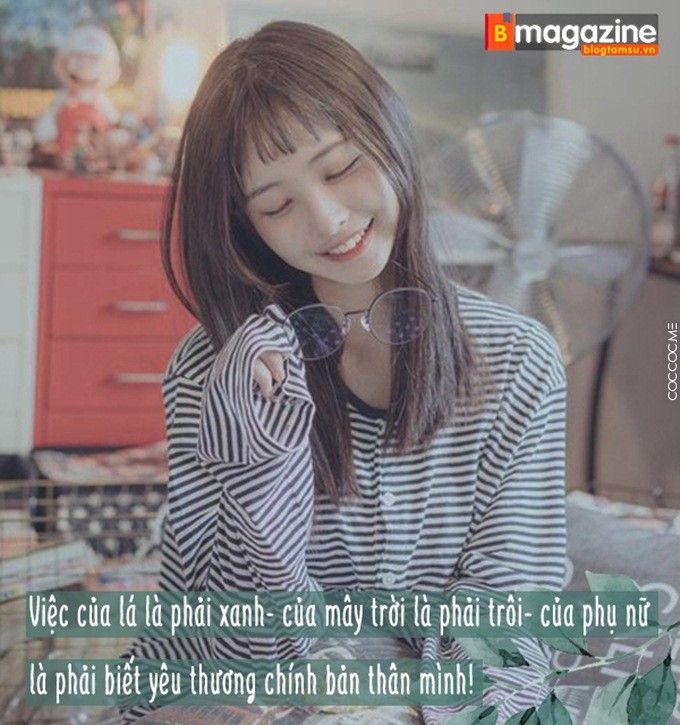 B magazine
blogtamsu.vn
COCCOC.ME
Việc của lá là phải xanh- của mây trời là phải trôi- của phụ nữ
là phải biết yêu thương chính bản thân mình!